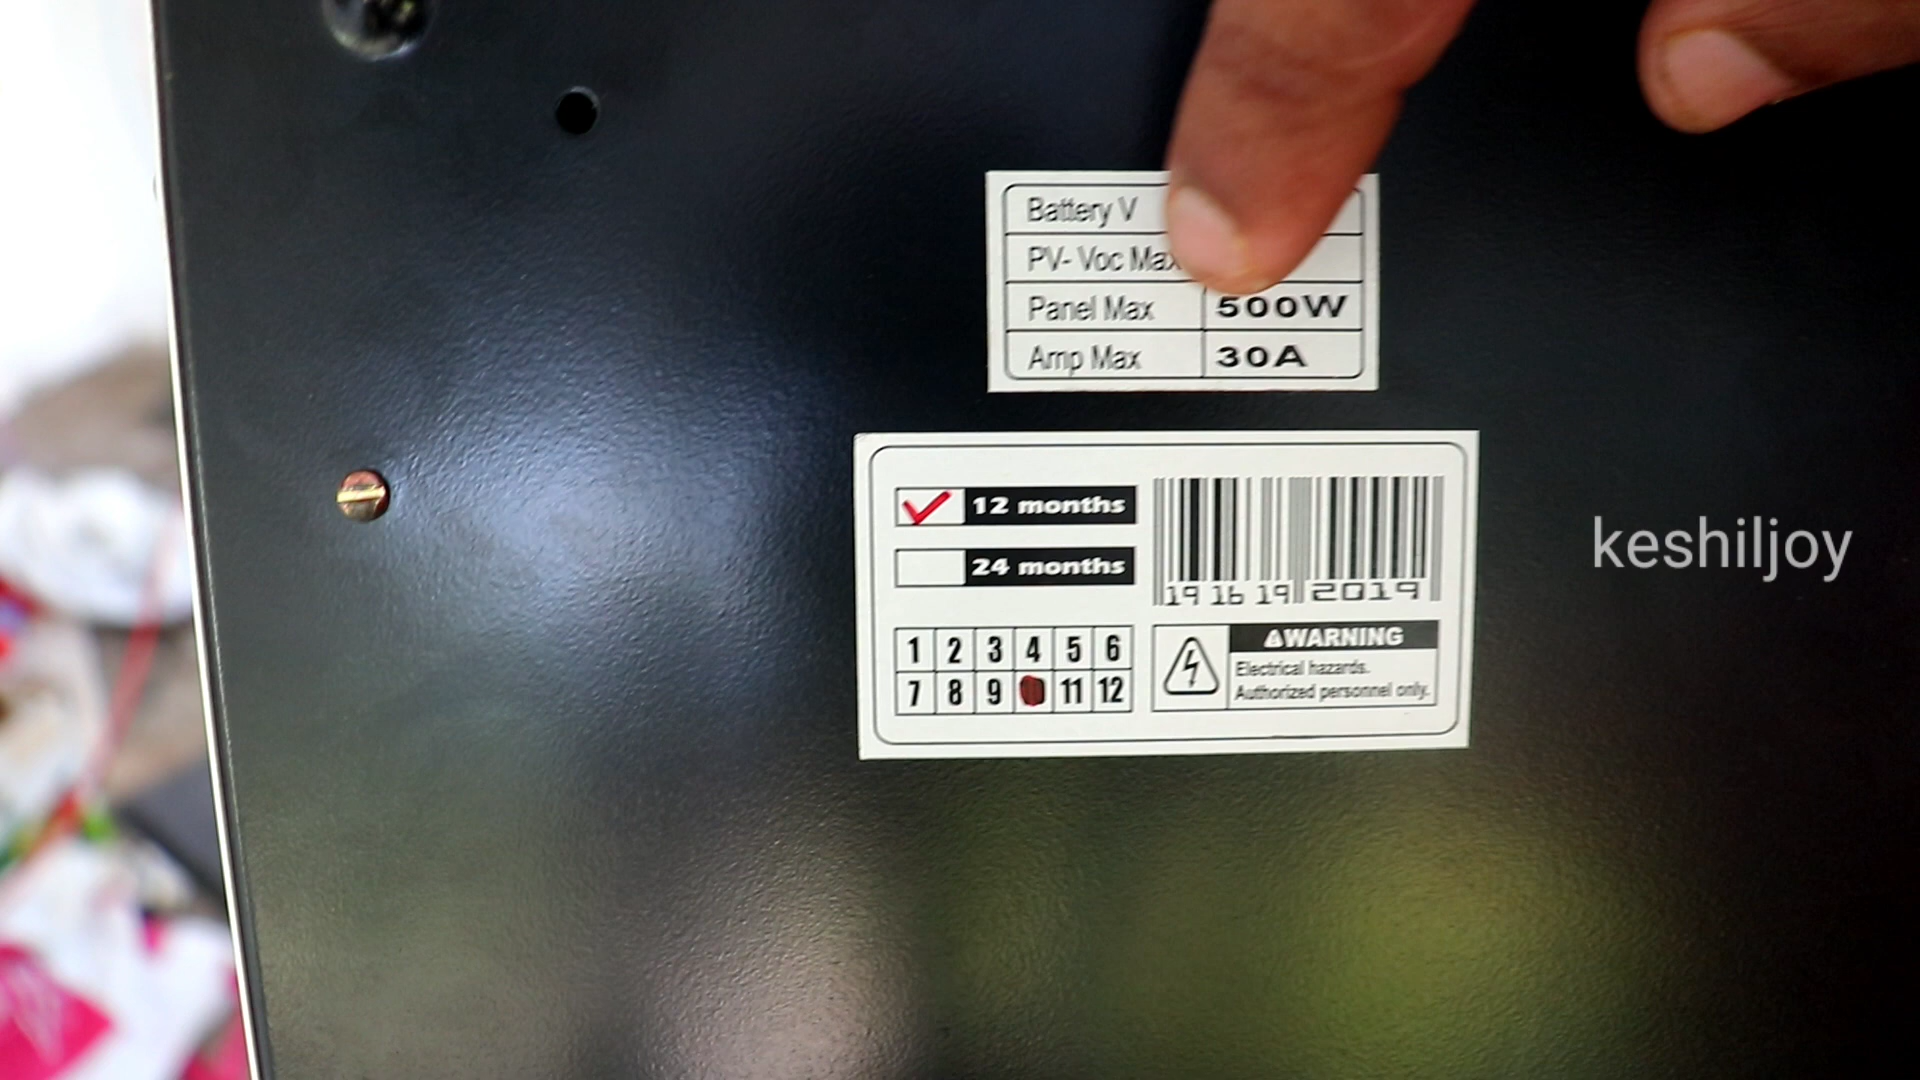 Battery V
PV- Voc Max
Panel Max 500W
Amp Max 30A
12 months
24 months
19 16 19 2019
1 2 3 4 5 6
7 8 9 11 12
⚠WARNING
Electrical hazards.
Authorized personnel only.
keshiljoy